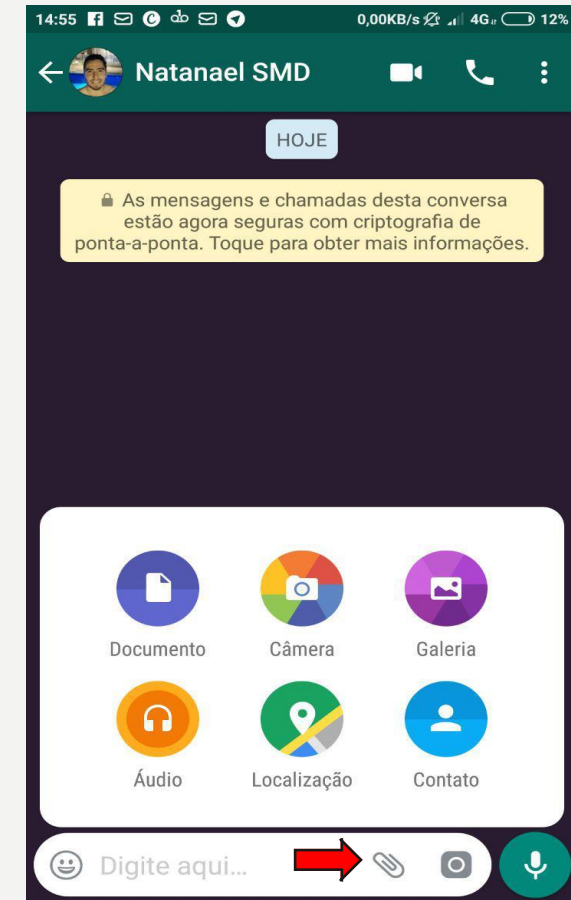 14:55 0,00KB/s 4G 12%
Natanael SMD
HOJE
As mensagens e chamadas desta conversa
estão agora seguras com criptografia de
ponta-a-ponta. Toque para obter mais informações.
Documento Câmera Galeria
Áudio Localização Contato
Digite aqui...